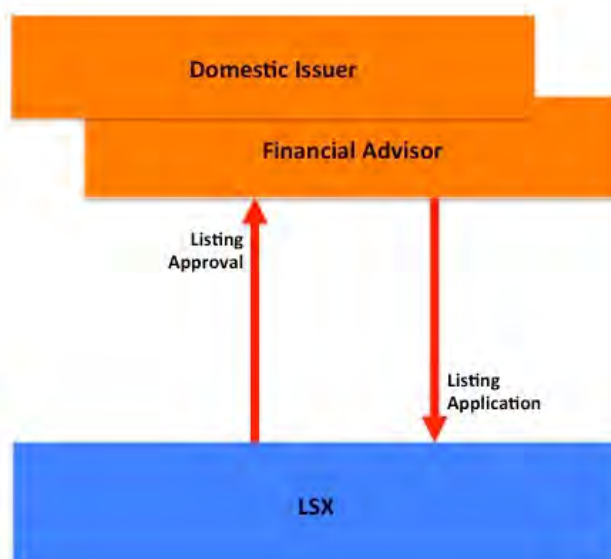 Domestic Issuer
Financial Advisor
Listing
Approval
Listing
Application
LSX